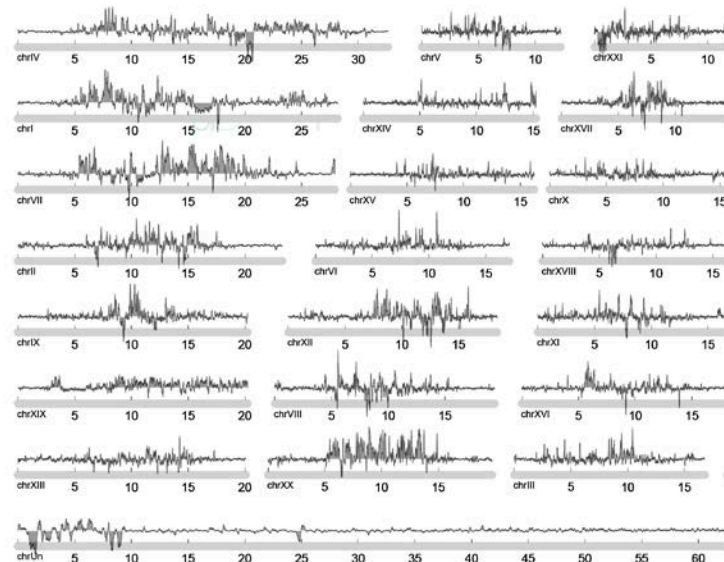 chrIV 5 10 15 20 25 30 chrV 5 10 chrXXI 5 10
chrI 5 10 15 20 25 chrXIV 5 10 15 chrXVII 5 10
chrVII 5 10 15 20 25 chrXV 5 10 15 chrX 5 10 15
chrII 5 10 15 20 chrVI 5 10 15 chrXVIII 5 10 15
chrIX 5 10 15 20 chrXII 5 10 15 chrXI 5 10 15
chrXIX 5 10 15 20 chrVIII 5 10 15 chrXVI 5 10 15
chrXIII 5 10 15 20 chrXX 5 10 15 chrIII 5 10 15
chrUn 5 10 15 20 25 30 35 40 45 50 55 60